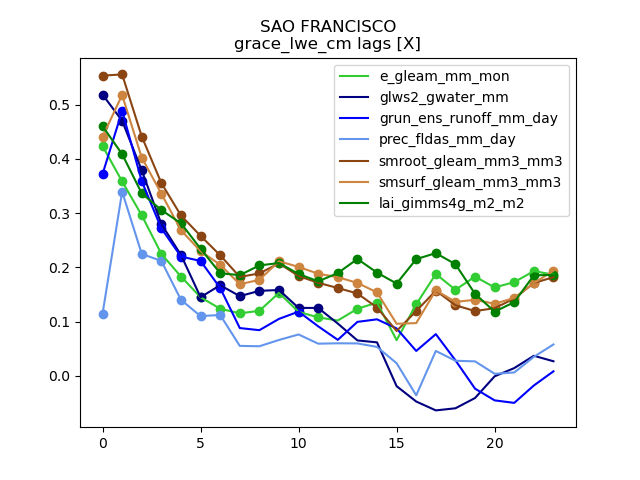 SAO FRANCISCO
grace_lwe_cm lags [X]
e_gleam_mm_mon
glws2_gwater_mm
grun_ens_runoff_mm_day
prec_fldas_mm_day
smroot_gleam_mm3_mm3
smsurf_gleam_mm3_mm3
lai_gimms4g_m2_m2
0.5
0.4
0.3
0.2
0.1
0.0
0 5 10 15 20